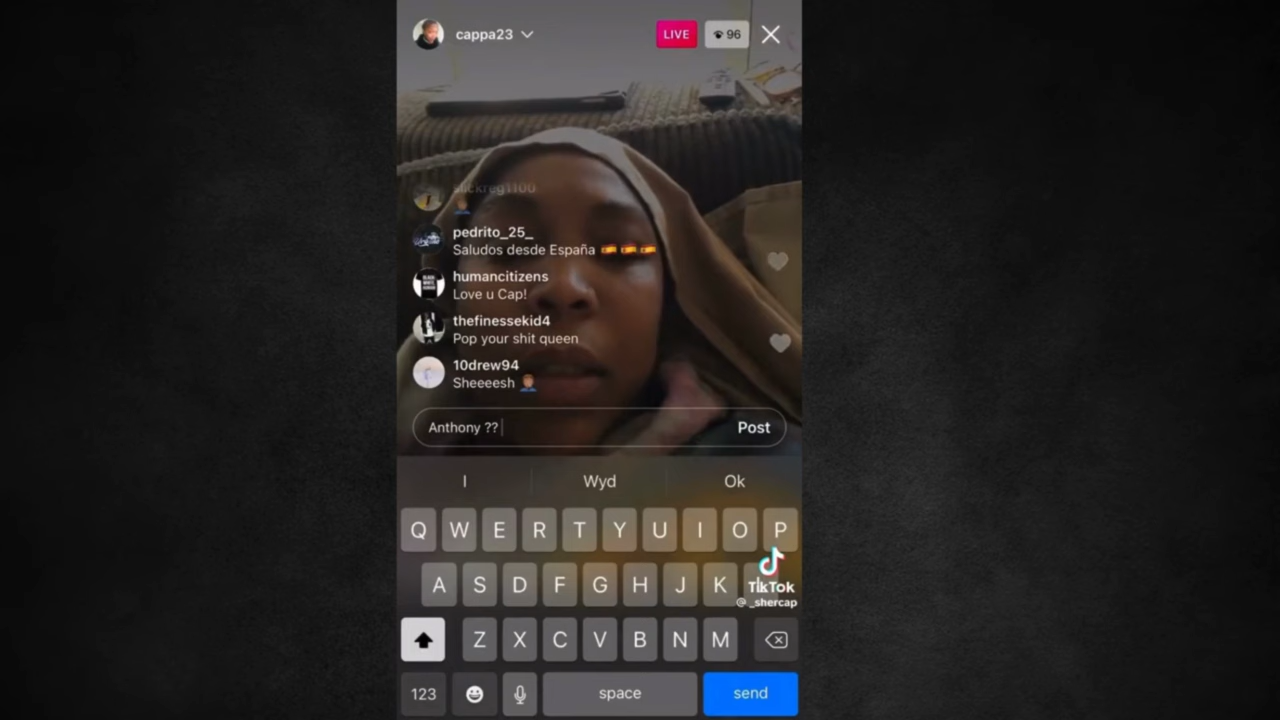 cappa23
LIVE
96
slickreg1100
pedrito_25_
Saludos desde España 🇪🇸 🇪🇸 🇪🇸
humancitizens
Love u Cap!
thefinessekid4
Pop your shit queen
10drew94
Sheeeesh
Anthony ??
Post
I Wyd Ok
Q W E R T Y U I O P
A S D F G H J K L
TikTok
@_shercap
Z X C V B N M
123 space send